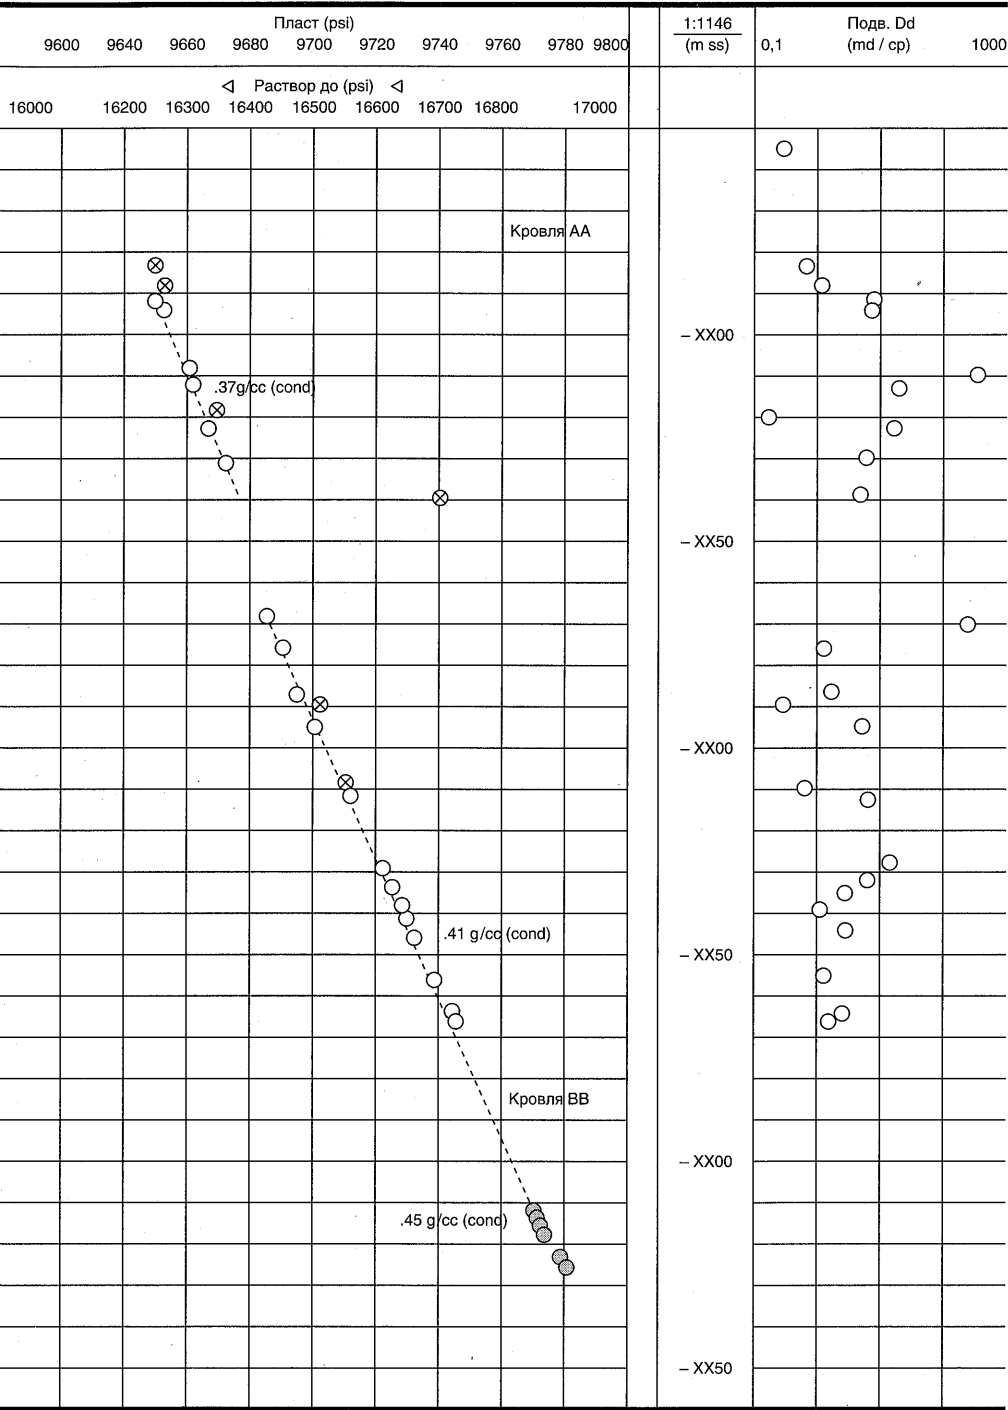 Пласт (psi)
9600 9640 9660 9680 9700 9720 9740 9760 9780 9800
1:1146
(m ss)
Подв. Dd
0,1 (md / cp) 1000
Раствор до (psi)
16000 16200 16300 16400 16500 16600 16700 16800 17000
Кровля AA
– XX00
.37g/cc (cond)
– XX50
– XX00
.41 g/cc (cond)
– XX50
Кровля BB
– XX00
.45 g/cc (cond)
– XX50